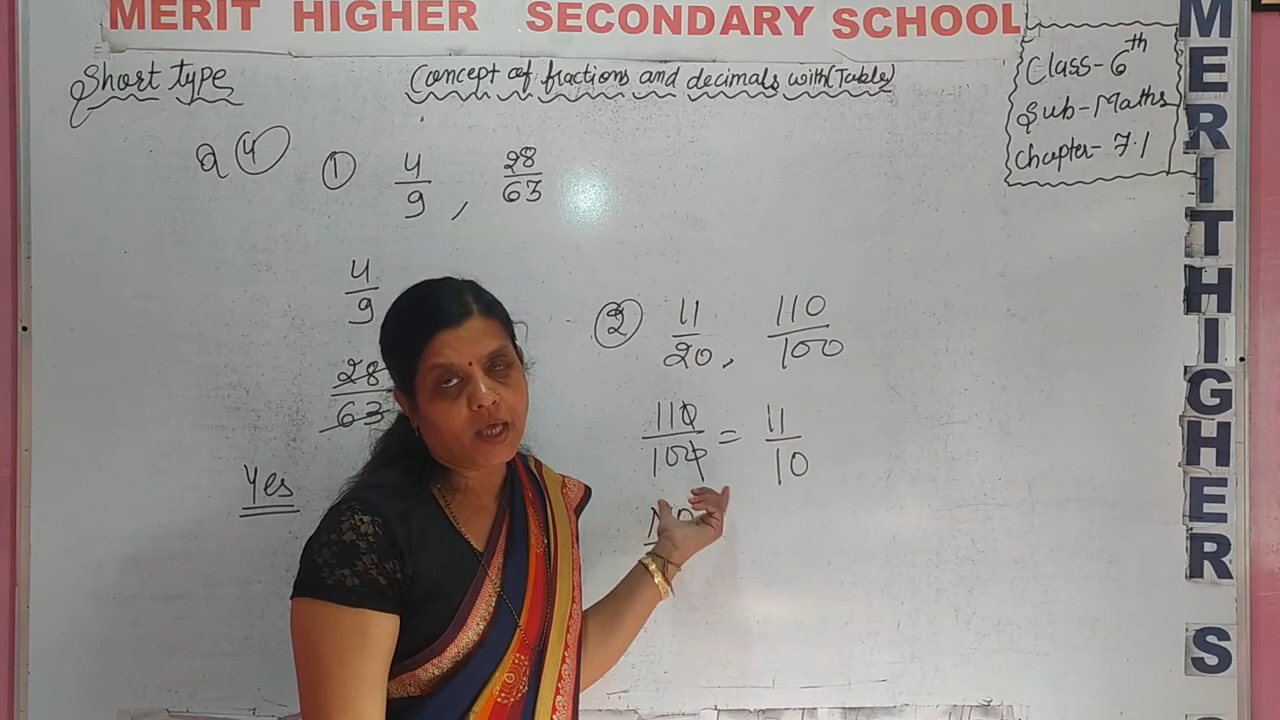 MERIT HIGHER SECONDARY SCHOOL
Short type
Concept of fractions and decimals with (Table)
Class-6th
Sub-Maths
Chapter- 7.1
Q ④
① 4/9 , 28/63
4/9
28/63
Yes
② 11/20, 110/100
110/100 = 11/10
No
MERIT HIGHER S